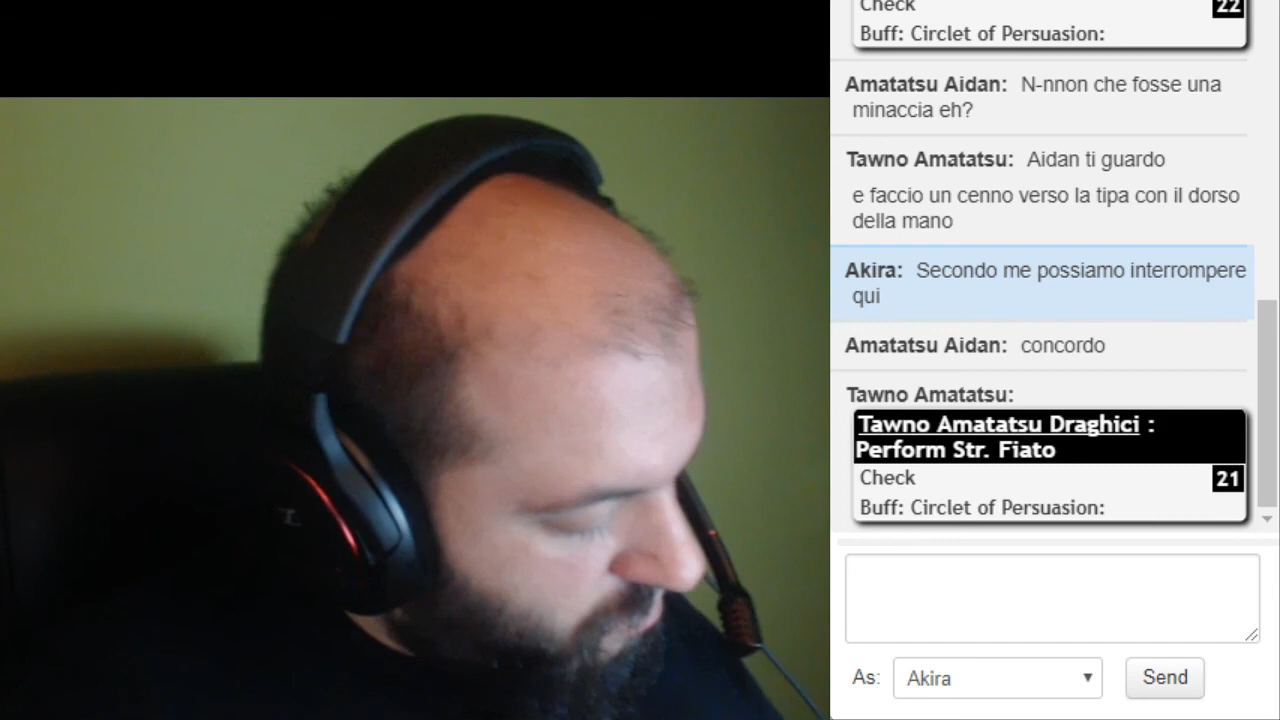 Check
22
Buff: Circlet of Persuasion:
Amatatsu Aidan: N-nnon che fosse una
minaccia eh?
Tawno Amatatsu: Aidan ti guardo
e faccio un cenno verso la tipa con il dorso
della mano
Akira: Secondo me possiamo interrompere
qui
Amatatsu Aidan: concordo
Tawno Amatatsu:
Tawno Amatatsu Draghici :
Perform Str. Fiato
Check
21
Buff: Circlet of Persuasion:
As:
Akira
Send